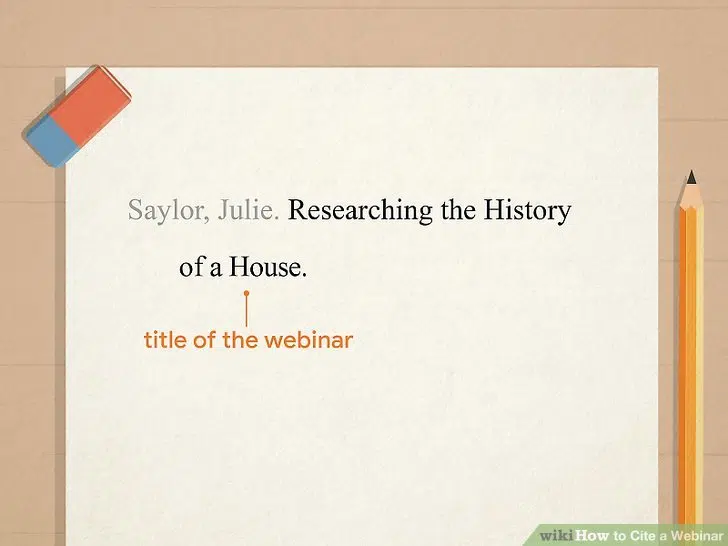 Saylor, Julie. Researching the History
of a House.
title of the webinar
wikiHow to Cite a Webinar